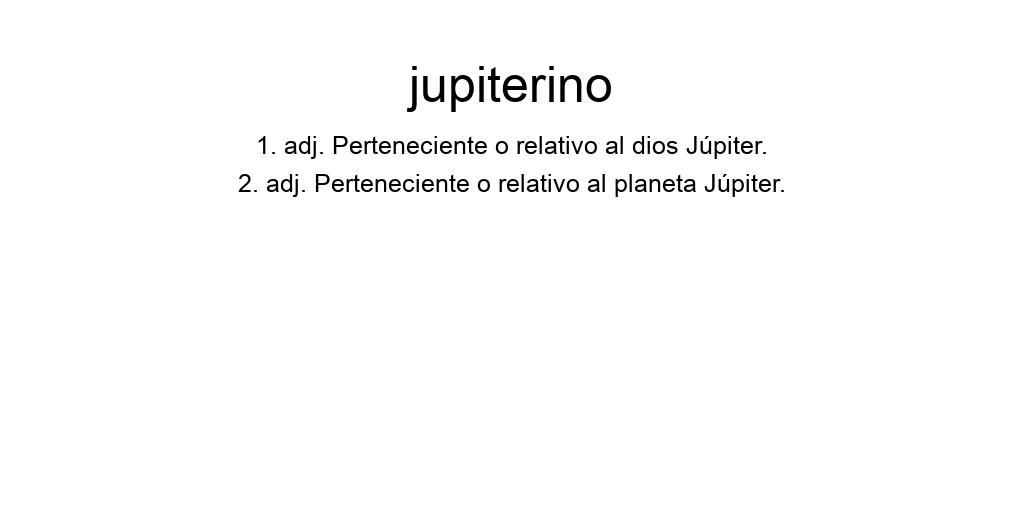 jupiterino
1. adj. Perteneciente o relativo al dios Júpiter.
2. adj. Perteneciente o relativo al planeta Júpiter.